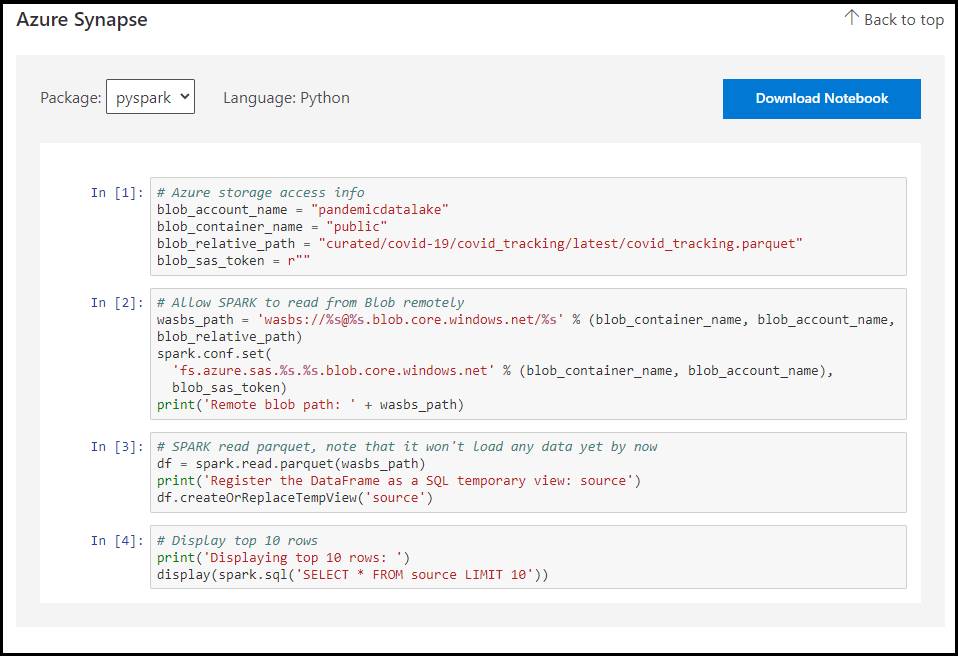 Azure Synapse
↑ Back to top
Package: pyspark Language: Python
Download Notebook
In [1]: # Azure storage access info
blob_account_name = "pandemicdatalake"
blob_container_name = "public"
blob_relative_path = "curated/covid-19/covid_tracking/latest/covid_tracking.parquet"
blob_sas_token = r""
In [2]: # Allow SPARK to read from Blob remotely
wasbs_path = 'wasbs://%s@%s.blob.core.windows.net/%s' % (blob_container_name, blob_account_name,
blob_relative_path)
spark.conf.set(
  'fs.azure.sas.%s.%s.blob.core.windows.net' % (blob_container_name, blob_account_name),
  blob_sas_token)
print('Remote blob path: ' + wasbs_path)
In [3]: # SPARK read parquet, note that it won't load any data yet by now
df = spark.read.parquet(wasbs_path)
print('Register the DataFrame as a SQL temporary view: source')
df.createOrReplaceTempView('source')
In [4]: # Display top 10 rows
print('Displaying top 10 rows: ')
display(spark.sql('SELECT * FROM source LIMIT 10'))